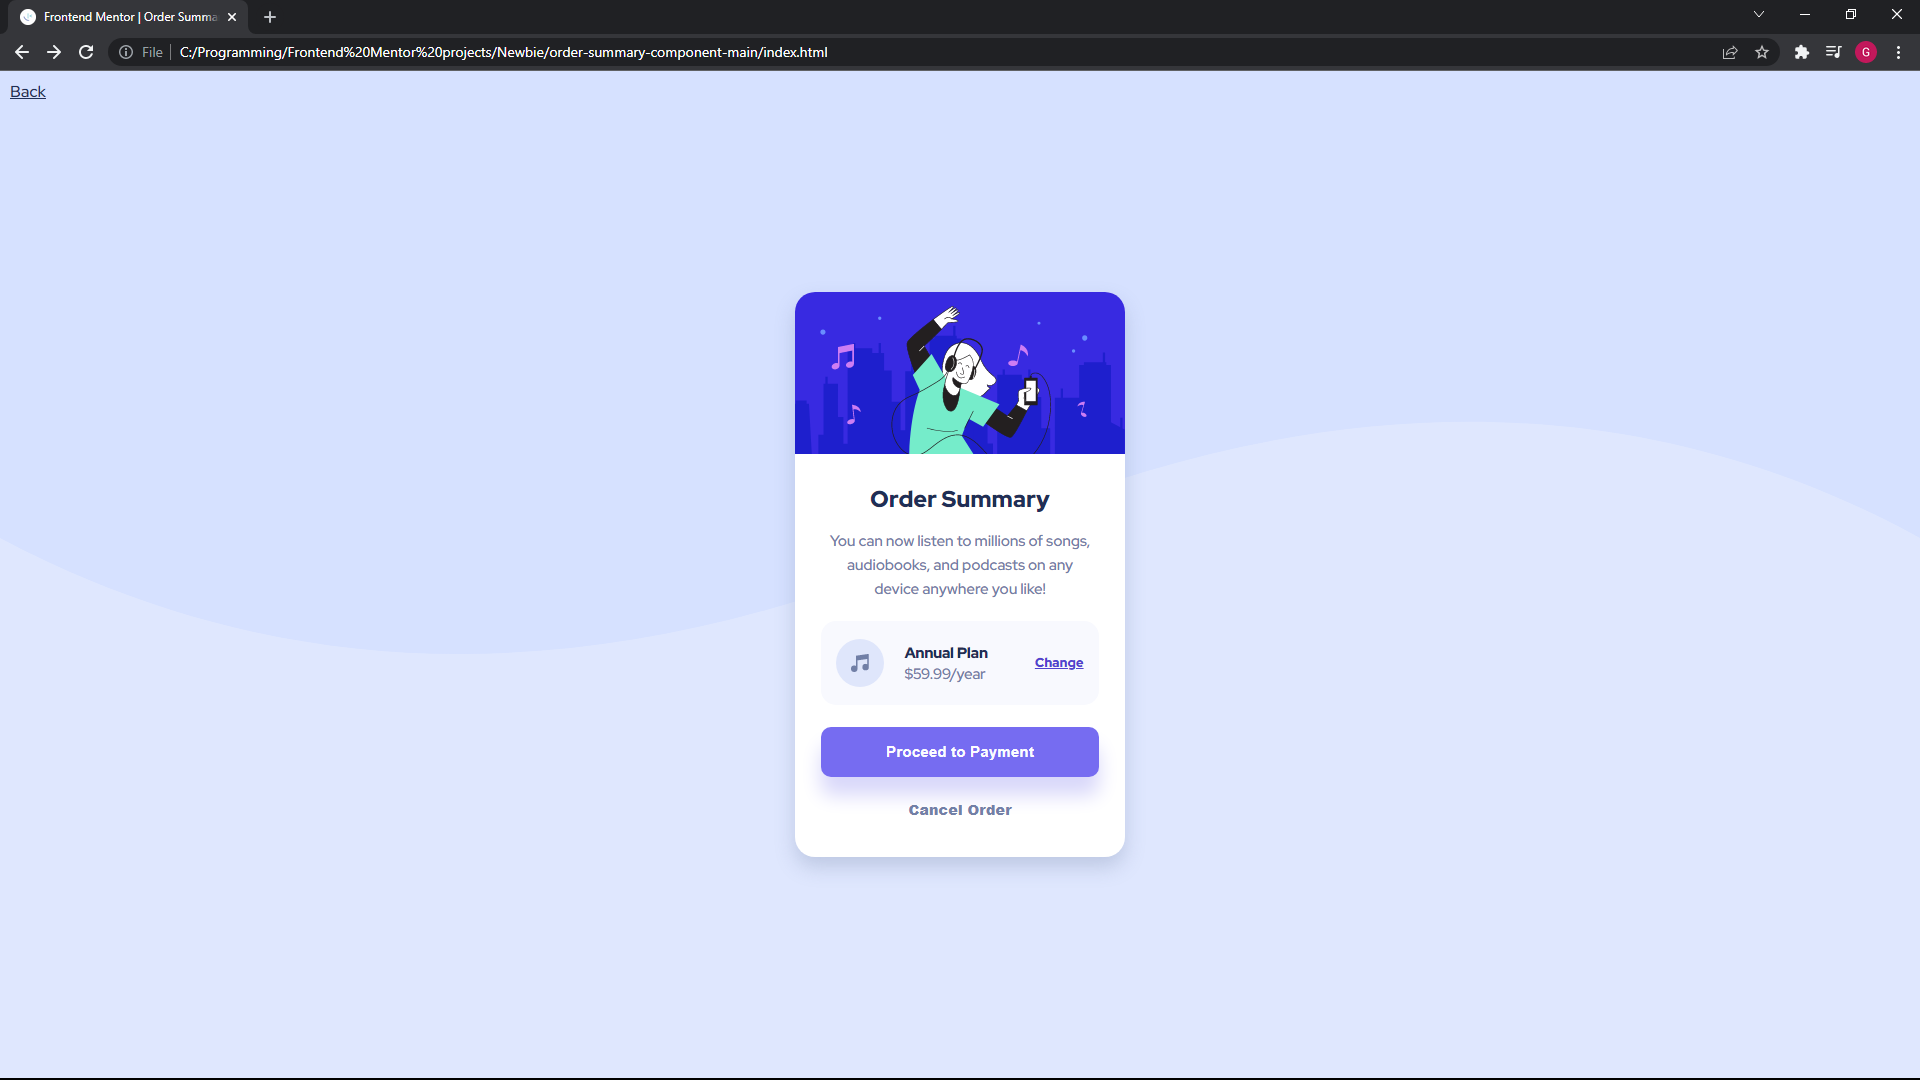 Frontend Mentor | Order Summa
File
C:/Programming/Frontend%20Mentor%20projects/Newbie/order-summary-component-main/index.html
G
Back
Order Summary
You can now listen to millions of songs,
audiobooks, and podcasts on any
device anywhere you like!
Annual Plan
$59.99/year
Change
Proceed to Payment
Cancel Order